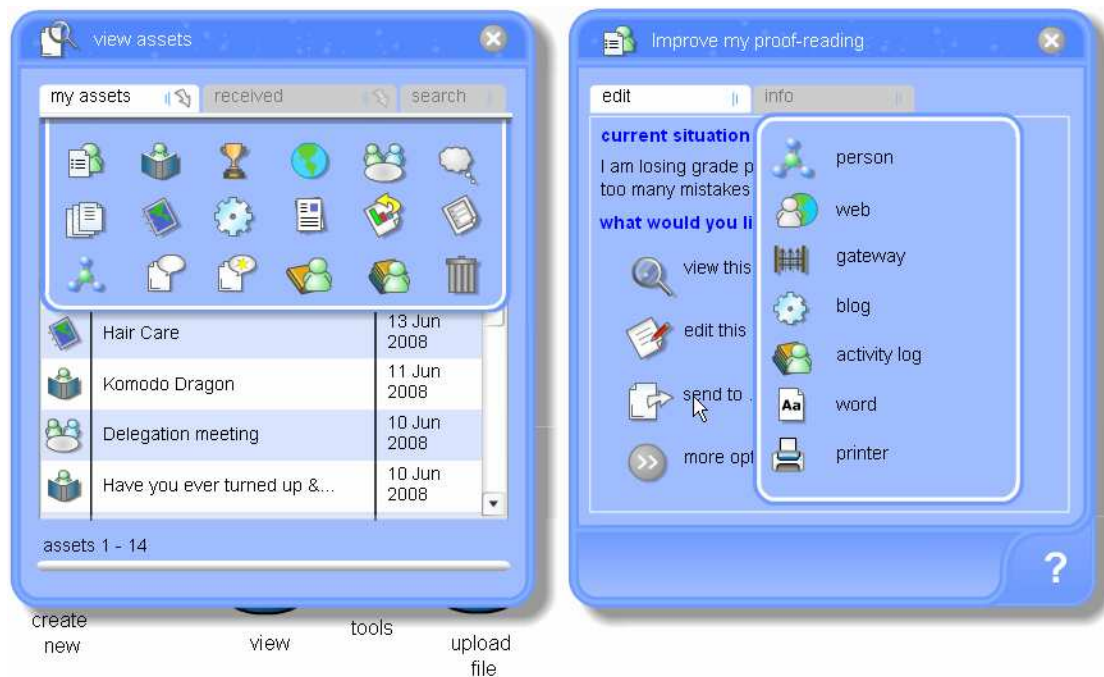 view assets
my assets
received
search
Hair Care
13 Jun
2008
Komodo Dragon
11 Jun
2008
Delegation meeting
10 Jun
2008
Have you ever turned up &...
10 Jun
2008
assets 1 - 14
create
new
view
tools
upload
file
Improve my proof-reading
edit
info
current situation
I am losing grade p
too many mistakes
what would you li
view this
edit this
send to .
more opt
person
web
gateway
blog
activity log
Aa
word
printer
?